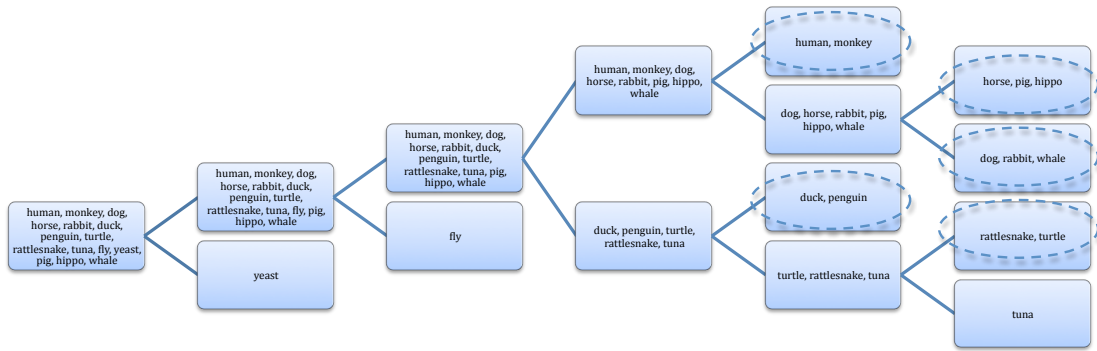 human, monkey, dog,
horse, rabbit, duck,
penguin, turtle,
rattlesnake, tuna, fly, yeast,
pig, hippo, whale
human, monkey, dog,
horse, rabbit, duck,
penguin, turtle,
rattlesnake, tuna, fly, pig,
hippo, whale
yeast
human, monkey, dog,
horse, rabbit, duck,
penguin, turtle,
rattlesnake, tuna, pig,
hippo, whale
fly
human, monkey, dog,
horse, rabbit, pig, hippo,
whale
duck, penguin, turtle,
rattlesnake, tuna
human, monkey
dog, horse, rabbit, pig,
hippo, whale
duck, penguin
turtle, rattlesnake, tuna
horse, pig, hippo
dog, rabbit, whale
rattlesnake, turtle
tuna